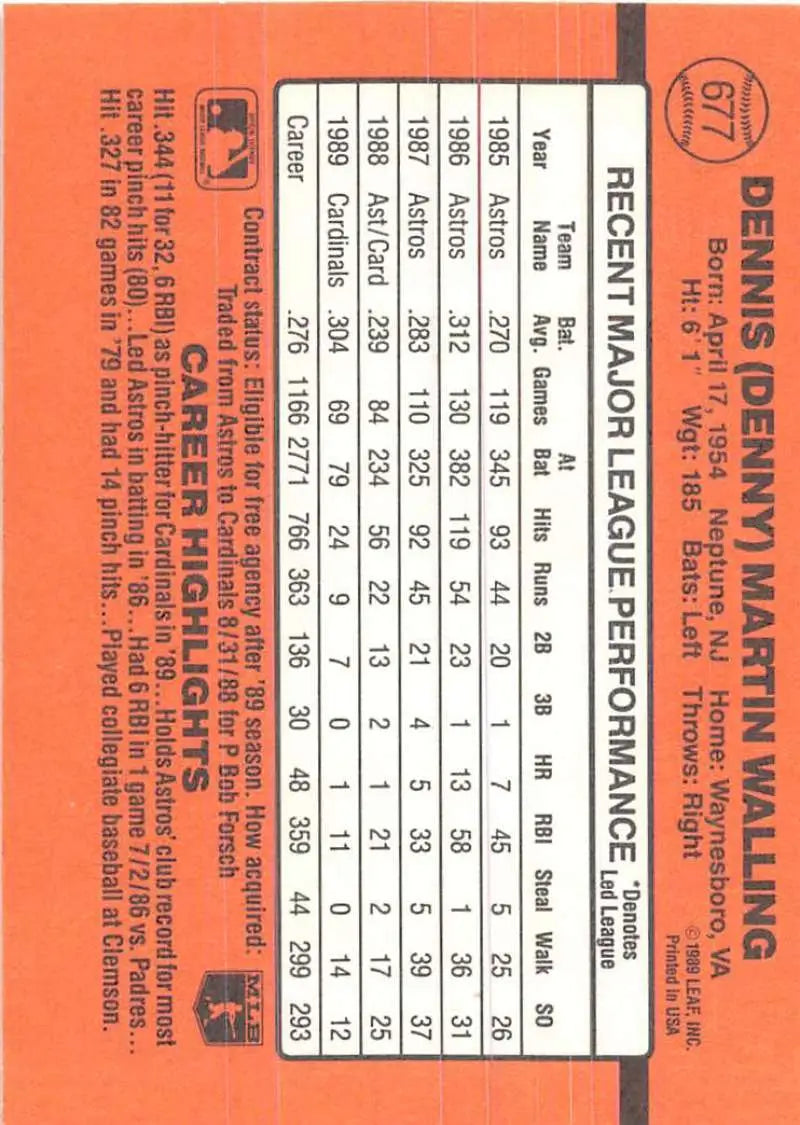 677
DENNIS (DENNY) MARTIN WALLING
Born: April 17, 1954 Neptune, NJ Home: Waynesboro, VA
Ht: 6' 1" Wgt: 185 Bats: Left Throws: Right
©1989 LEAF, INC.
Printed in USA
RECENT MAJOR LEAGUE PERFORMANCE *Denotes Led League
Year Team Name Bat. Avg. Games At Bat Hits Runs 2B 3B HR RBI Steal Walk SO
1985 Astros .270 119 345 93 44 20 1 7 45 5 25 26
1986 Astros .312 130 382 119 54 23 1 13 58 1 36 31
1987 Astros .283 110 325 92 45 21 4 5 33 5 39 37
1988 Ast/Card .239 84 234 56 22 13 2 1 21 2 17 25
1989 Cardinals .304 69 79 24 9 7 0 1 11 0 14 12
Career .276 1166 2771 766 363 136 30 48 359 44 299 293
Contract status: Eligible for free agency after '89 season. How acquired:
Traded from Astros to Cardinals 8/31/88 for P Bob Forsch
MLB
CAREER HIGHLIGHTS
Hit .344 (11 for 32, 6 RBI) as pinch-hitter for Cardinals in '89...Holds Astros' club record for most
career pinch hits (80)...Led Astros in batting in '86...Had 6 RBI in 1 game 7/2/86 vs. Padres...
Hit .327 in 82 games in '79 and had 14 pinch hits...Played collegiate baseball at Clemson.